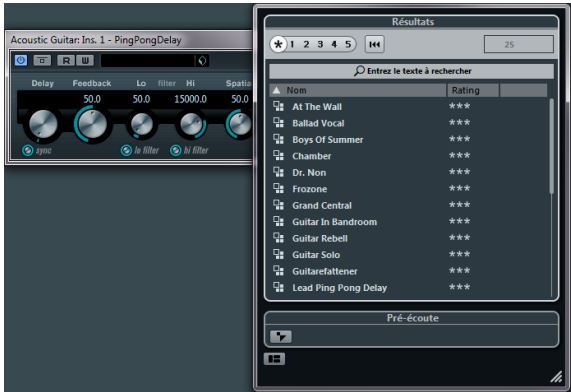 Résultats
Acoustic Guitar: Ins. 1 - PingPongDelay
1 2 3 4 5
25
R W
Entrez le texte à rechercher
Delay Feedback Lo filter Hi Spatia
50.0 50.0 15000.0 50.0
sync lo filter hi filter
Nom Rating
At The Wall ***
Ballad Vocal ***
Boys Of Summer ***
Chamber ***
Dr. Non ***
Frozone ***
Grand Central ***
Guitar In Bandroom ***
Guitar Rebell ***
Guitar Solo ***
Guitarefattener ***
Lead Ping Pong Delay ***
Pré-écoute